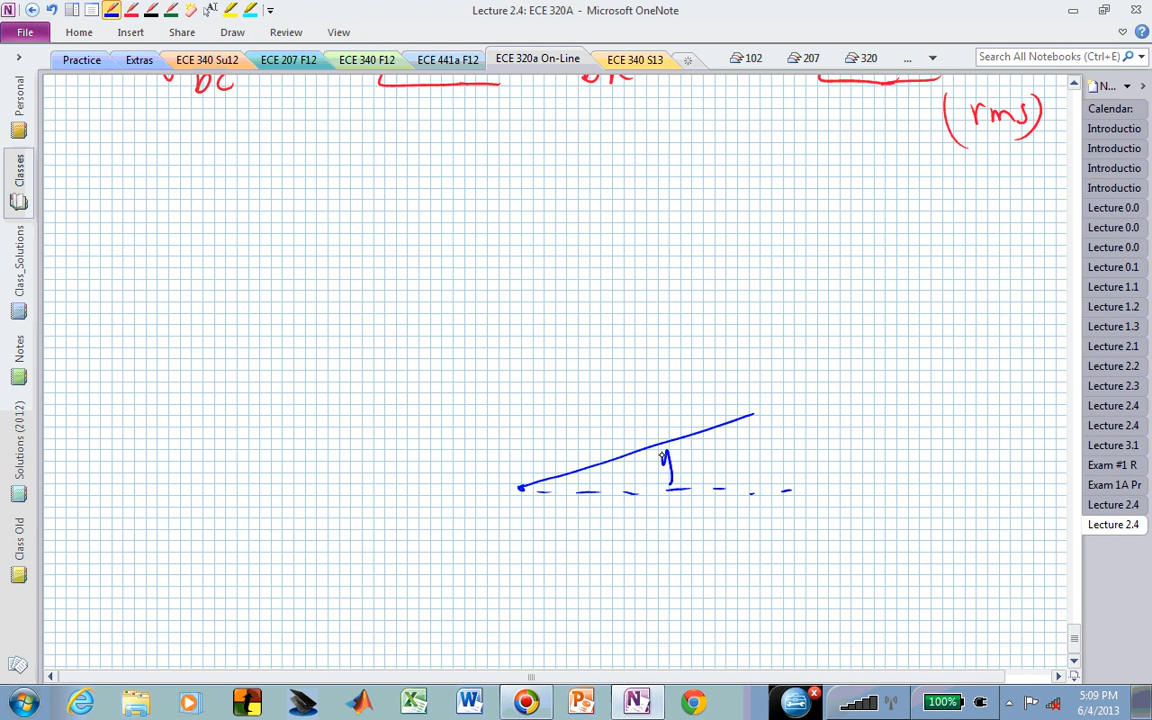 Lecture 2.4: ECE 320A - Microsoft OneNote
File Home Insert Share Draw Review View
Practice Extras ECE 340 Su12 ECE 207 F12 ECE 340 F12 ECE 441a F12 ECE 320a On-Line ECE 340 S13 102 207 320 ... Search All Notebooks (Ctrl+E)
N...
Personal
Classes
Class_Solutions
Notes
Solutions (2012)
Class Old
(rms)
Calendar:
Introductio
Introductio
Introductio
Introductio
Lecture 0.0
Lecture 0.0
Lecture 0.0
Lecture 0.1
Lecture 1.1
Lecture 1.2
Lecture 1.3
Lecture 2.1
Lecture 2.2
Lecture 2.3
Lecture 2.4
Lecture 2.4
Lecture 3.1
Exam #1 R
Exam 1A Pr
Lecture 2.4
Lecture 2.4
100%
5:09 PM
6/4/2013